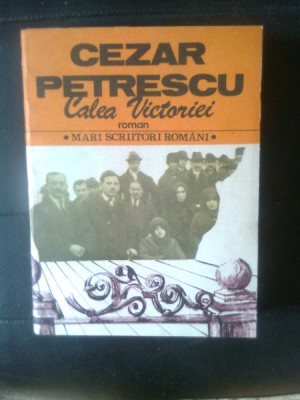 CEZAR
PETRESCU
Calea Victoriei
roman
• MARI SCRIITORI ROMÂNI •